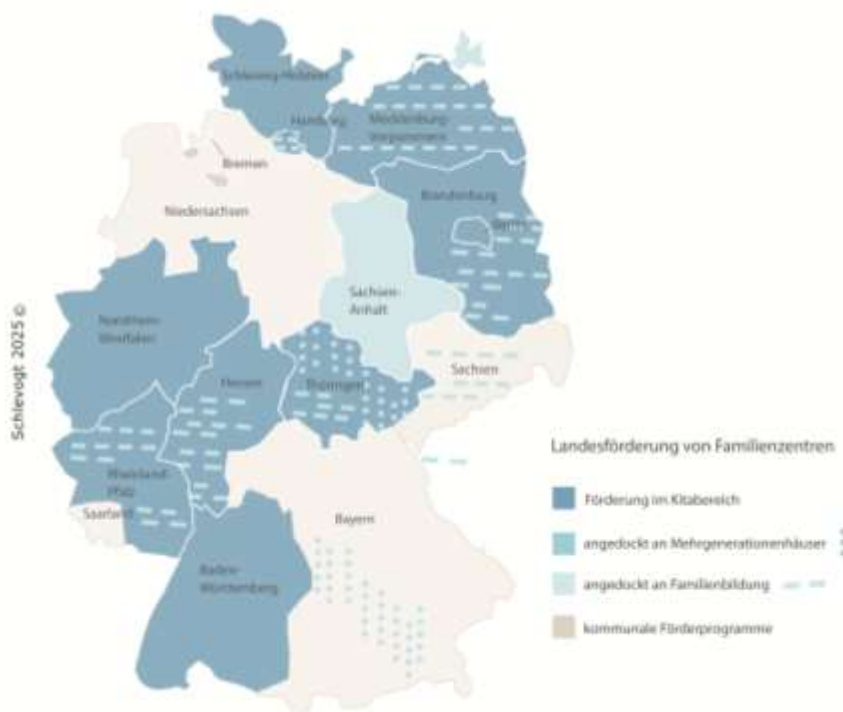 Schleswig-Holstein
Hamburg
Mecklenburg-
Vorpommern
Bremen
Niedersachsen
Brandenburg
Berlin
Sachsen-
Anhalt
Nordrhein-
Westfalen
Hessen
Thüringen
Sachsen
Rheinland-
Pfalz
Saarland
Bayern
Baden-
Württemberg
Schlevogt 2025 ©
Landesförderung von Familienzentren
Förderung im Kitabereich
angedockt an Mehrgenerationenhäuser
angedockt an Familienbildung
kommunale Förderprogramme